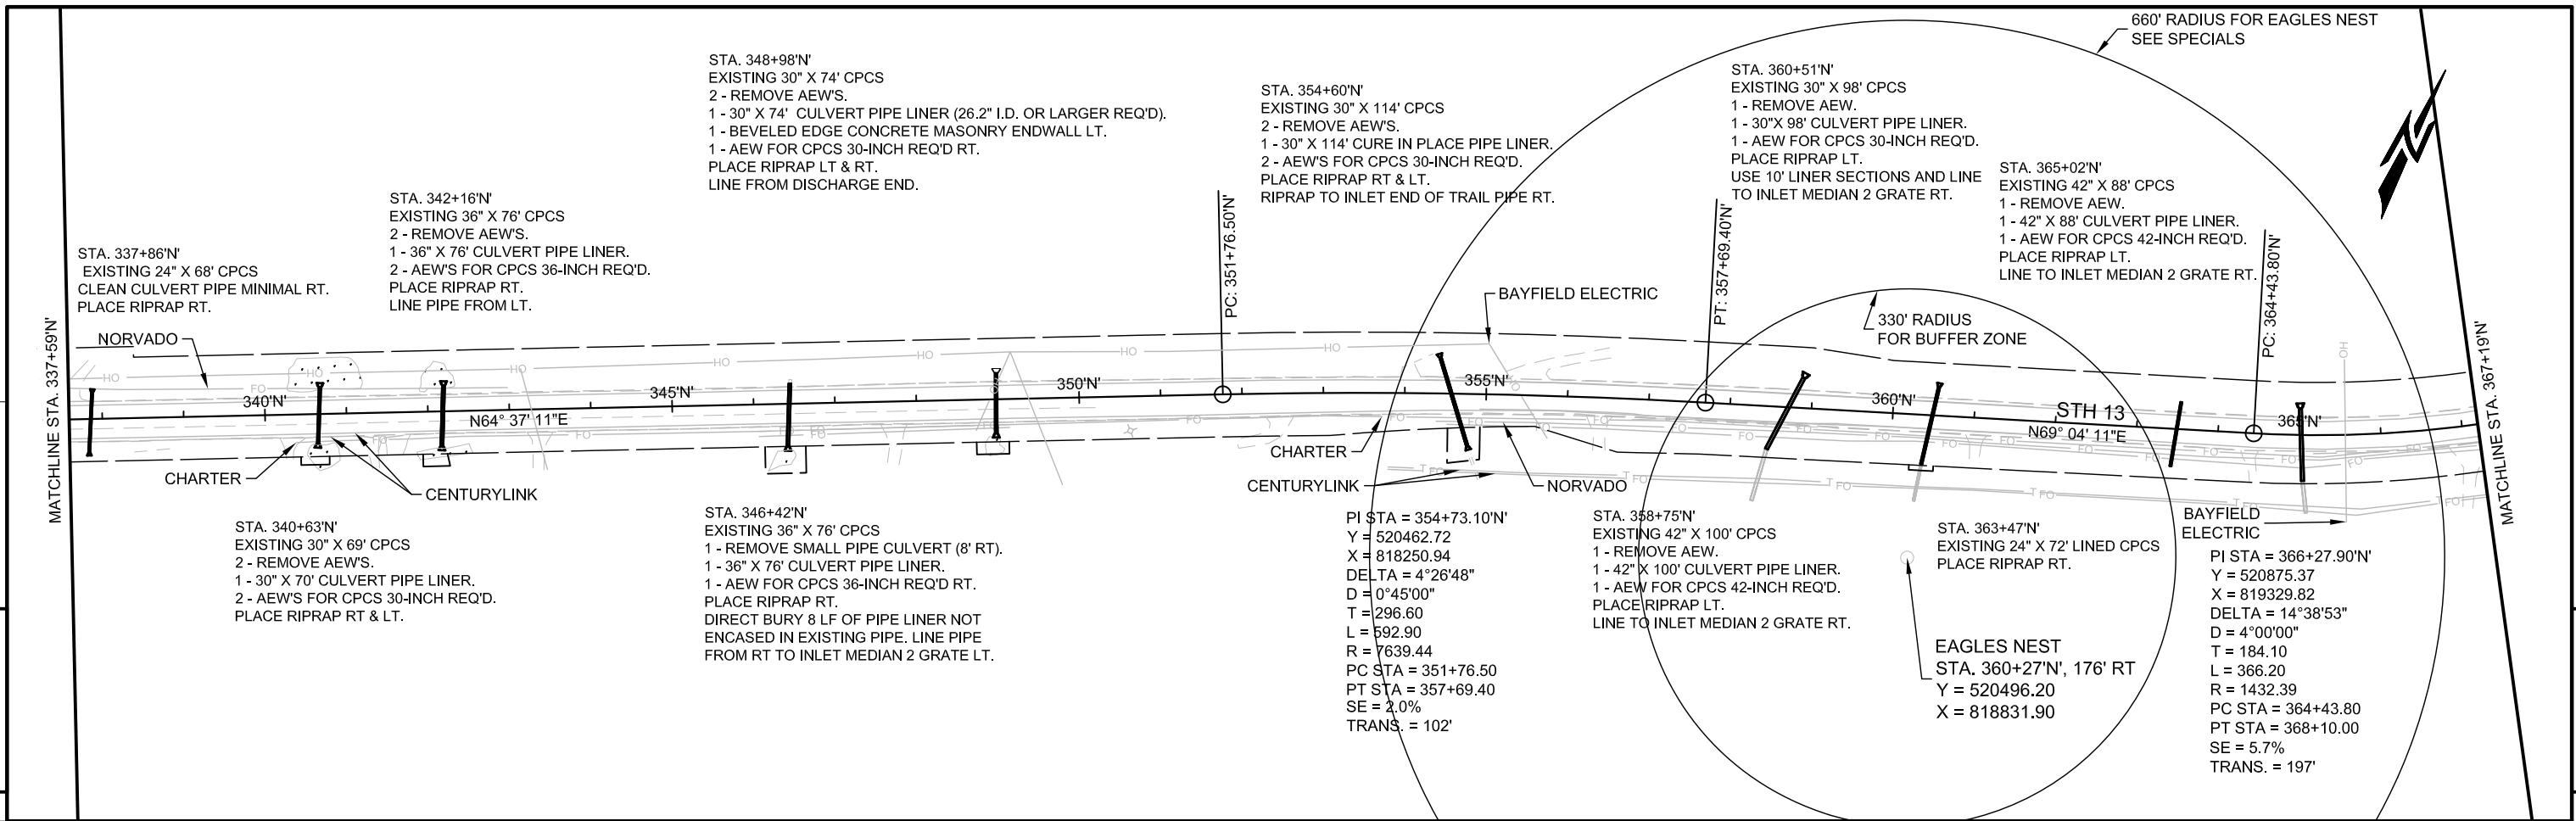 660' RADIUS FOR EAGLES NEST
SEE SPECIALS
STA. 348+98'N'
EXISTING 30" X 74' CPCS
2 - REMOVE AEW'S.
1 - 30" X 74' CULVERT PIPE LINER (26.2" I.D. OR LARGER REQ'D).
1 - BEVELED EDGE CONCRETE MASONRY ENDWALL LT.
1 - AEW FOR CPCS 30-INCH REQ'D RT.
PLACE RIPRAP LT & RT.
LINE FROM DISCHARGE END.
STA. 354+60'N'
EXISTING 30" X 114' CPCS
2 - REMOVE AEW'S.
1 - 30" X 114' CURE IN PLACE PIPE LINER.
2 - AEW'S FOR CPCS 30-INCH REQ'D.
PLACE RIPRAP RT & LT.
RIPRAP TO INLET END OF TRAIL PIPE RT.
STA. 360+51'N'
EXISTING 30" X 98' CPCS
1 - REMOVE AEW.
1 - 30"X 98' CULVERT PIPE LINER.
1 - AEW FOR CPCS 30-INCH REQ'D.
PLACE RIPRAP LT.
USE 10' LINER SECTIONS AND LINE
TO INLET MEDIAN 2 GRATE RT.
STA. 365+02'N'
EXISTING 42" X 88' CPCS
1 - REMOVE AEW.
1 - 42" X 88' CULVERT PIPE LINER.
1 - AEW FOR CPCS 42-INCH REQ'D.
PLACE RIPRAP LT.
LINE TO INLET MEDIAN 2 GRATE RT.
STA. 342+16'N'
EXISTING 36" X 76' CPCS
2 - REMOVE AEW'S.
1 - 36" X 76' CULVERT PIPE LINER.
2 - AEW'S FOR CPCS 36-INCH REQ'D.
PLACE RIPRAP RT.
LINE PIPE FROM LT.
STA. 337+86'N'
EXISTING 24" X 68' CPCS
CLEAN CULVERT PIPE MINIMAL RT.
PLACE RIPRAP RT.
NORVADO
PC: 351+76.50'N'
BAYFIELD ELECTRIC
PT: 357+69.40'N'
330' RADIUS
FOR BUFFER ZONE
PC: 364+43.80'N'
MATCHLINE STA. 337+59'N'
MATCHLINE STA. 367+19'N'
HO
HO
HO
HO
HO
HO
HO
FO
340'N'
345'N'
350'N'
355'N'
360'N'
365'N'
N64° 37' 11"E
STH 13
N69° 04' 11"E
FO
FO
FO
FO
FO
FO
FO
FO
T FO
T FO
T FO
T FO
CHARTER
CENTURYLINK
CHARTER
CENTURYLINK
NORVADO
BAYFIELD
ELECTRIC
STA. 340+63'N'
EXISTING 30" X 69' CPCS
2 - REMOVE AEW'S.
1 - 30" X 70' CULVERT PIPE LINER.
2 - AEW'S FOR CPCS 30-INCH REQ'D.
PLACE RIPRAP RT & LT.
STA. 346+42'N'
EXISTING 36" X 76' CPCS
1 - REMOVE SMALL PIPE CULVERT (8' RT).
1 - 36" X 76' CULVERT PIPE LINER.
1 - AEW FOR CPCS 36-INCH REQ'D RT.
PLACE RIPRAP RT.
DIRECT BURY 8 LF OF PIPE LINER NOT
ENCASED IN EXISTING PIPE. LINE PIPE
FROM RT TO INLET MEDIAN 2 GRATE LT.
PI STA = 354+73.10'N'
Y = 520462.72
X = 818250.94
DELTA = 4°26'48"
D = 0°45'00"
T = 296.60
L = 592.90
R = 7639.44
PC STA = 351+76.50
PT STA = 357+69.40
SE = 2.0%
TRANS. = 102'
STA. 358+75'N'
EXISTING 42" X 100' CPCS
1 - REMOVE AEW.
1 - 42" X 100' CULVERT PIPE LINER.
1 - AEW FOR CPCS 42-INCH REQ'D.
PLACE RIPRAP LT.
LINE TO INLET MEDIAN 2 GRATE RT.
STA. 363+47'N'
EXISTING 24" X 72' LINED CPCS
PLACE RIPRAP RT.
EAGLES NEST
STA. 360+27'N', 176' RT
Y = 520496.20
X = 818831.90
PI STA = 366+27.90'N'
Y = 520875.37
X = 819329.82
DELTA = 14°38'53"
D = 4°00'00"
T = 184.10
L = 366.20
R = 1432.39
PC STA = 364+43.80
PT STA = 368+10.00
SE = 5.7%
TRANS. = 197'